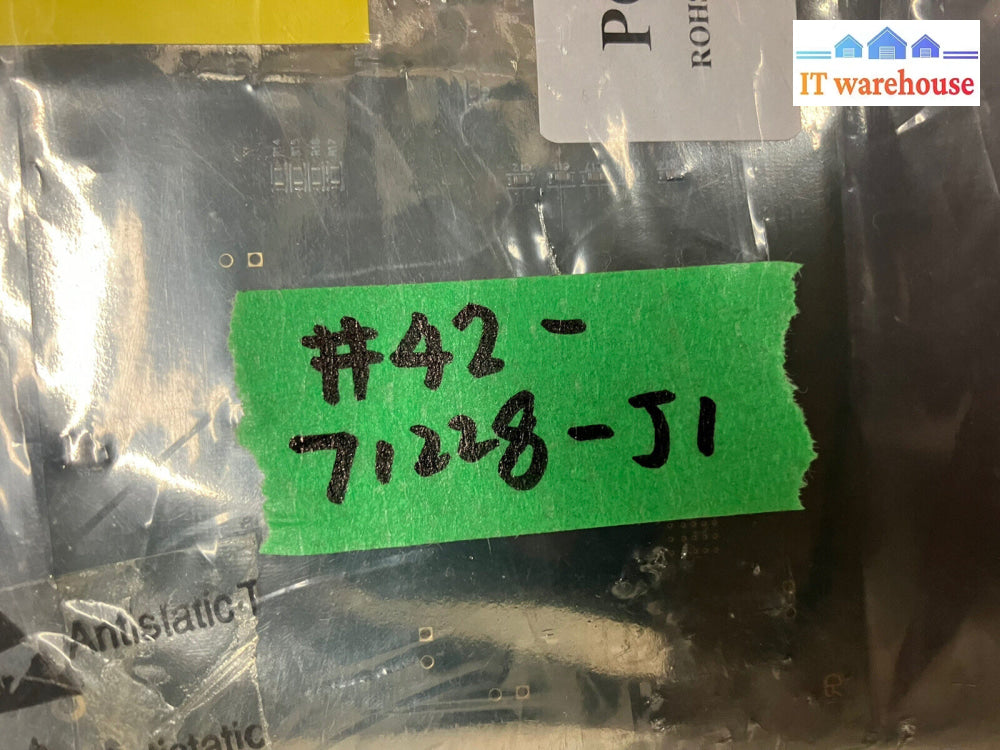 ROHS
IT warehouse
#42-
71228-J1
Antistatic T